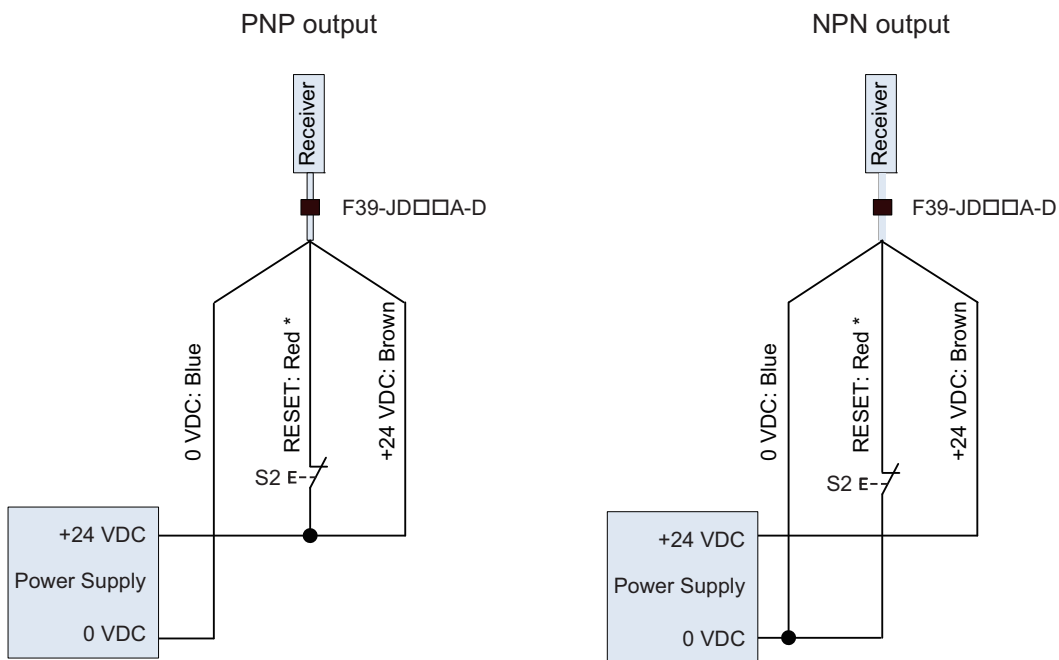 PNP output
Receiver
F39-JD□□A-D
0 VDC: Blue
RESET: Red *
+24 VDC: Brown
S2
+24 VDC
Power Supply
0 VDC
NPN output
Receiver
F39-JD□□A-D
0 VDC: Blue
RESET: Red *
+24 VDC: Brown
S2
+24 VDC
Power Supply
0 VDC